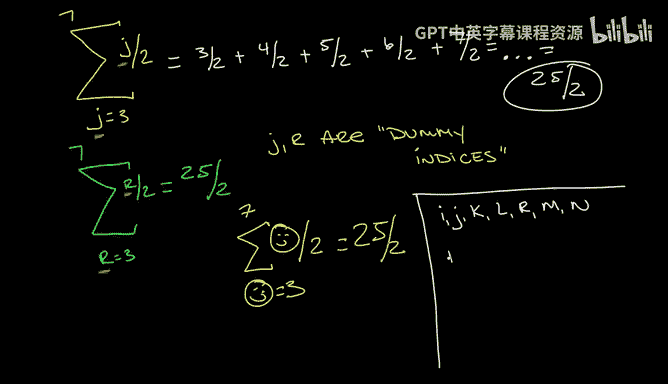 GPT中英字幕课程资源 bilibili
7
∑ j/2 = 3/2 + 4/2 + 5/2 + 6/2 + 7/2 = ... =
j=3
25/2
j, R ARE "DUMMY
INDICES"
7
∑ R/2 = 25/2
R=3
7
∑ ☺/2 = 25/2
☺=3
i, j, K, L, R, M, N